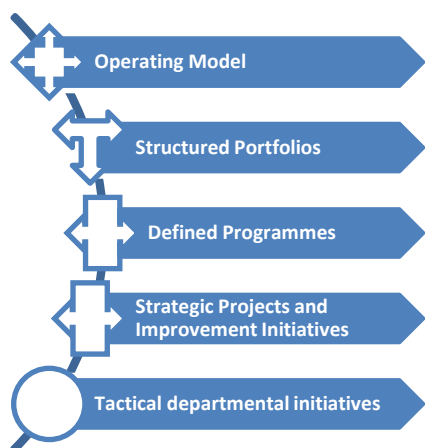 Operating Model
Structured Portfolios
Defined Programmes
Strategic Projects and
Improvement Initiatives
Tactical departmental initiatives